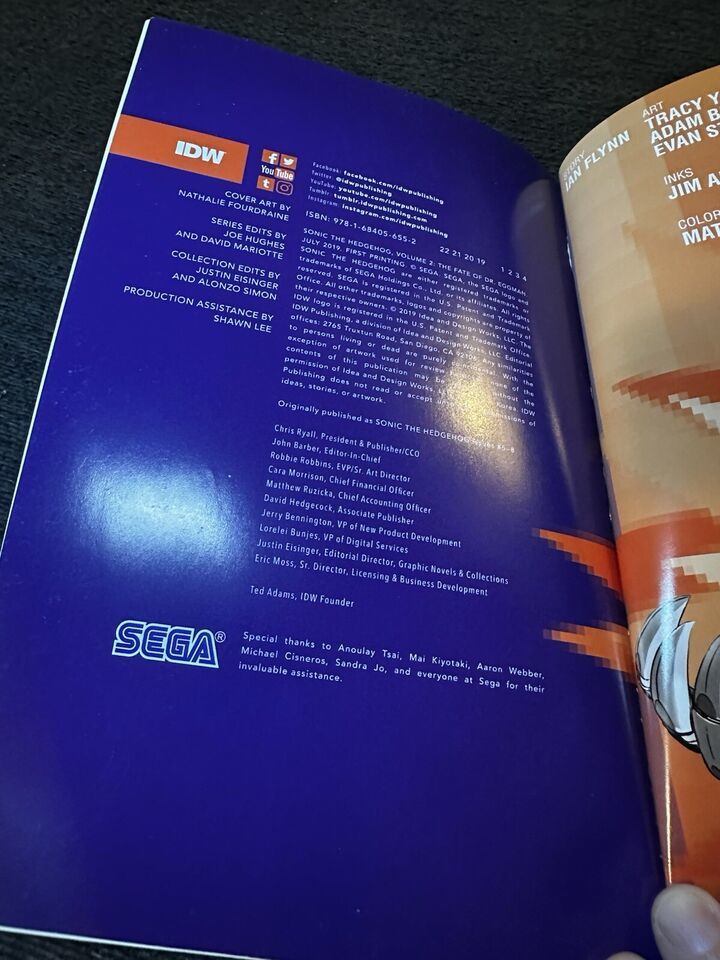 IDW
You Tube
COVER ART BY
NATHALIE FOURDRAINE
SERIES EDITS BY
JOE HUGHES
AND DAVID MARIOTTE
COLLECTION EDITS BY
JUSTIN EISINGER
AND ALONZO SIMON
PRODUCTION ASSISTANCE BY
SHAWN LEE
Facebook: facebook.com/idwpublishing
Twitter: @idwpublishing
YouTube: youtube.com/idwpublishing
Tumblr: tumblr.idwpublishing.com
Instagram: instagram.com/idwpublishing
ISBN: 978-1-68405-655-2 22 21 20 19 1 2 3 4
SONIC THE HEDGEHOG, VOLUME 2: THE FATE OF DR. EGGMAN.
JULY 2019. FIRST PRINTING. © SEGA. SEGA, the SEGA logo and
SONIC THE HEDGEHOG are either registered trademarks or
trademarks of SEGA Holdings Co., Ltd. or its affiliates. All rights
reserved. SEGA is registered in the U.S. Patent and Trademark
Office. All other trademarks, logos and copyrights are property of
their respective owners. © 2019 Idea and Design Works, LLC. The
IDW logo is registered in the U.S. Patent and Trademark Office.
IDW Publishing, a division of Idea and Design Works, LLC. Editorial
offices: 2765 Truxtun Road, San Diego, CA 92106. Any similarities
to persons living or dead are purely coincidental. With the
exception of artwork used for review none of the
contents of this publication may be without the
permission of Idea and Design Works, Korea. IDW
Publishing does not read or accept submissions of
ideas, stories, or artwork.
Originally published as SONIC THE HEDGEHOG issues #5–8.
Chris Ryall, President & Publisher/CCO
John Barber, Editor-In-Chief
Robbie Robbins, EVP/Sr. Art Director
Cara Morrison, Chief Financial Officer
Matthew Ruzicka, Chief Accounting Officer
David Hedgecock, Associate Publisher
Jerry Bennington, VP of New Product Development
Lorelei Bunjes, VP of Digital Services
Justin Eisinger, Editorial Director, Graphic Novels & Collections
Eric Moss, Sr. Director, Licensing & Business Development
Ted Adams, IDW Founder
SEGA®
Special thanks to Anoulay Tsai, Mai Kiyotaki, Aaron Webber,
Michael Cisneros, Sandra Jo, and everyone at Sega for their
invaluable assistance.
STORY
IAN FLYNN
ART
TRACY Y
ADAM B
EVAN S
INKS
JIM A
COLOR
MAT